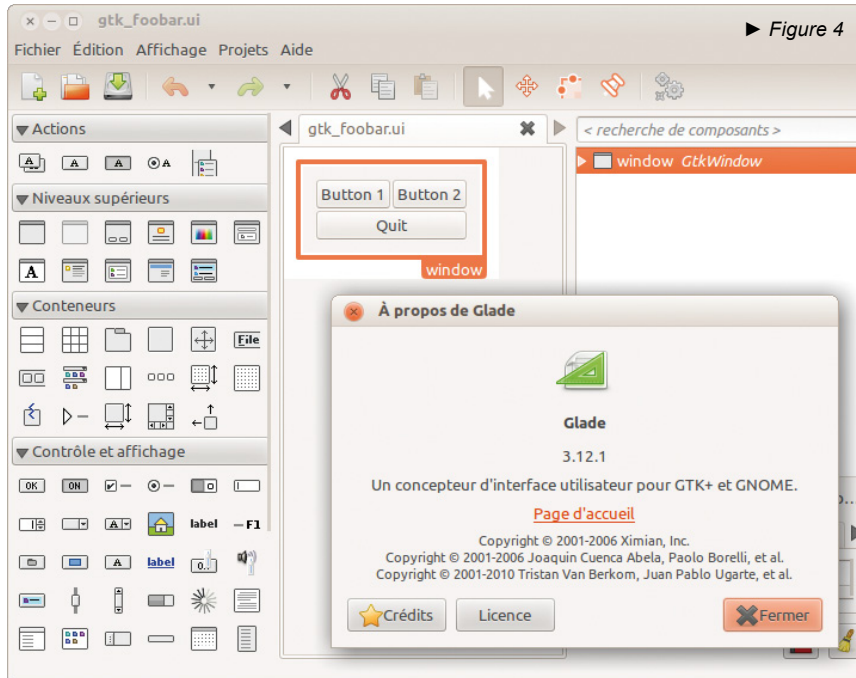 gtk_foobar.ui
► Figure 4
Fichier Édition Affichage Projets Aide
Actions
gtk_foobar.ui
< recherche de composants >
window GtkWindow
A A A A
Button 1 Button 2
Niveaux supérieurs
Quit
window
A
Conteneurs
À propos de Glade
File
Glade
Contrôle et affichage
3.12.1
OK ON
Un concepteur d'interface utilisateur pour GTK+ et GNOME.
A label F1
Page d'accueil
Copyright © 2001-2006 Ximian, Inc.
A label 0..
Copyright © 2001-2006 Joaquin Cuenca Abela, Paolo Borelli, et al.
Copyright © 2001-2010 Tristan Van Berkom, Juan Pablo Ugarte, et al.
Crédits Licence Fermer